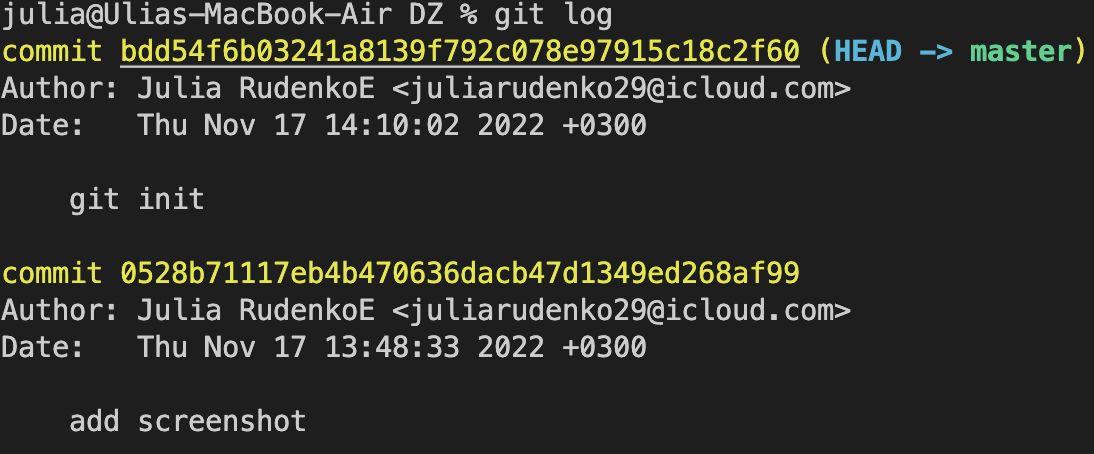 julia@Ulias-MacBook-Air DZ % git log
commit bdd54f6b03241a8139f792c078e97915c18c2f60 (HEAD -> master)
Author: Julia RudenkoE <juliarudenko29@icloud.com>
Date:   Thu Nov 17 14:10:02 2022 +0300
    git init
commit 0528b71117eb4b470636dacb47d1349ed268af99
Author: Julia RudenkoE <juliarudenko29@icloud.com>
Date:   Thu Nov 17 13:48:33 2022 +0300
    add screenshot